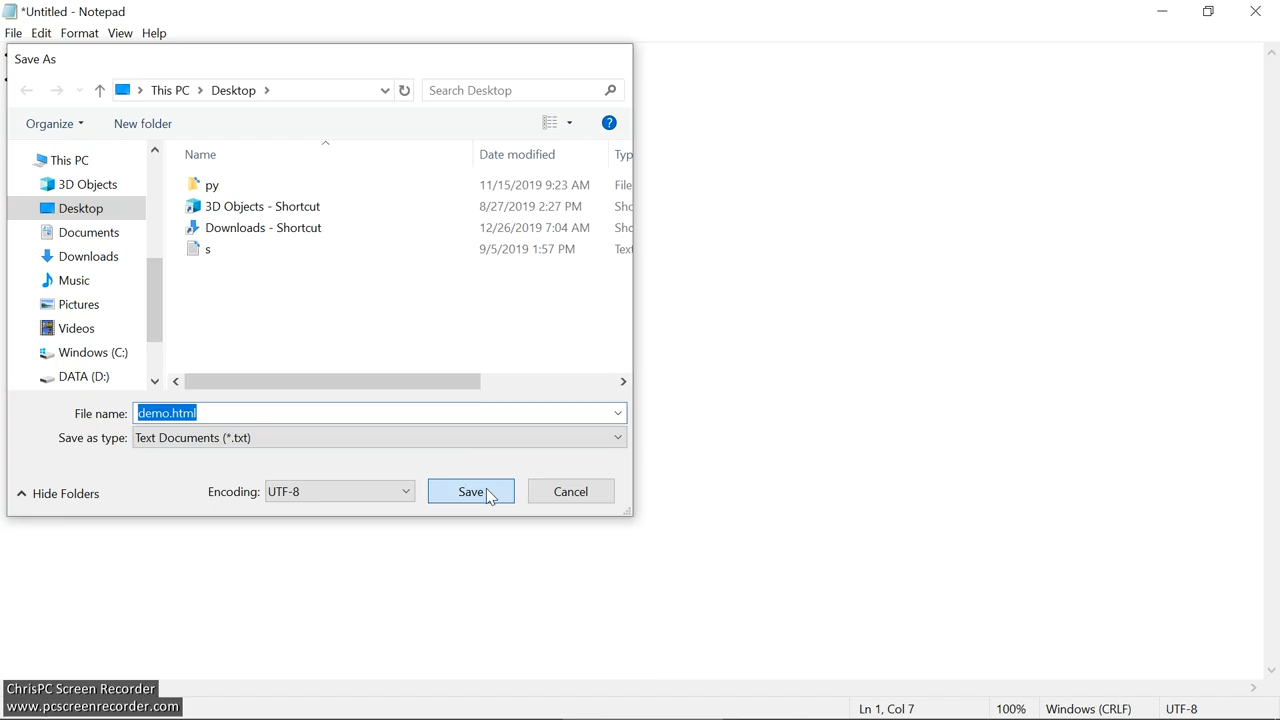 *Untitled - Notepad
File Edit Format View Help
Save As
This PC Desktop
Search Desktop
Organize New folder
Name Date modified Typ
This PC
3D Objects
Desktop
Documents
Downloads
Music
Pictures
Videos
Windows (C:)
DATA (D:)
py 11/15/2019 9:23 AM File
3D Objects - Shortcut 8/27/2019 2:27 PM Sho
Downloads - Shortcut 12/26/2019 7:04 AM Sho
s 9/5/2019 1:57 PM Text
File name: demo.html
Save as type: Text Documents (*.txt)
Hide Folders
Encoding: UTF-8 Save Cancel
ChrisPC Screen Recorder
www.pcscreenrecorder.com
Ln 1, Col 7 100% Windows (CRLF) UTF-8